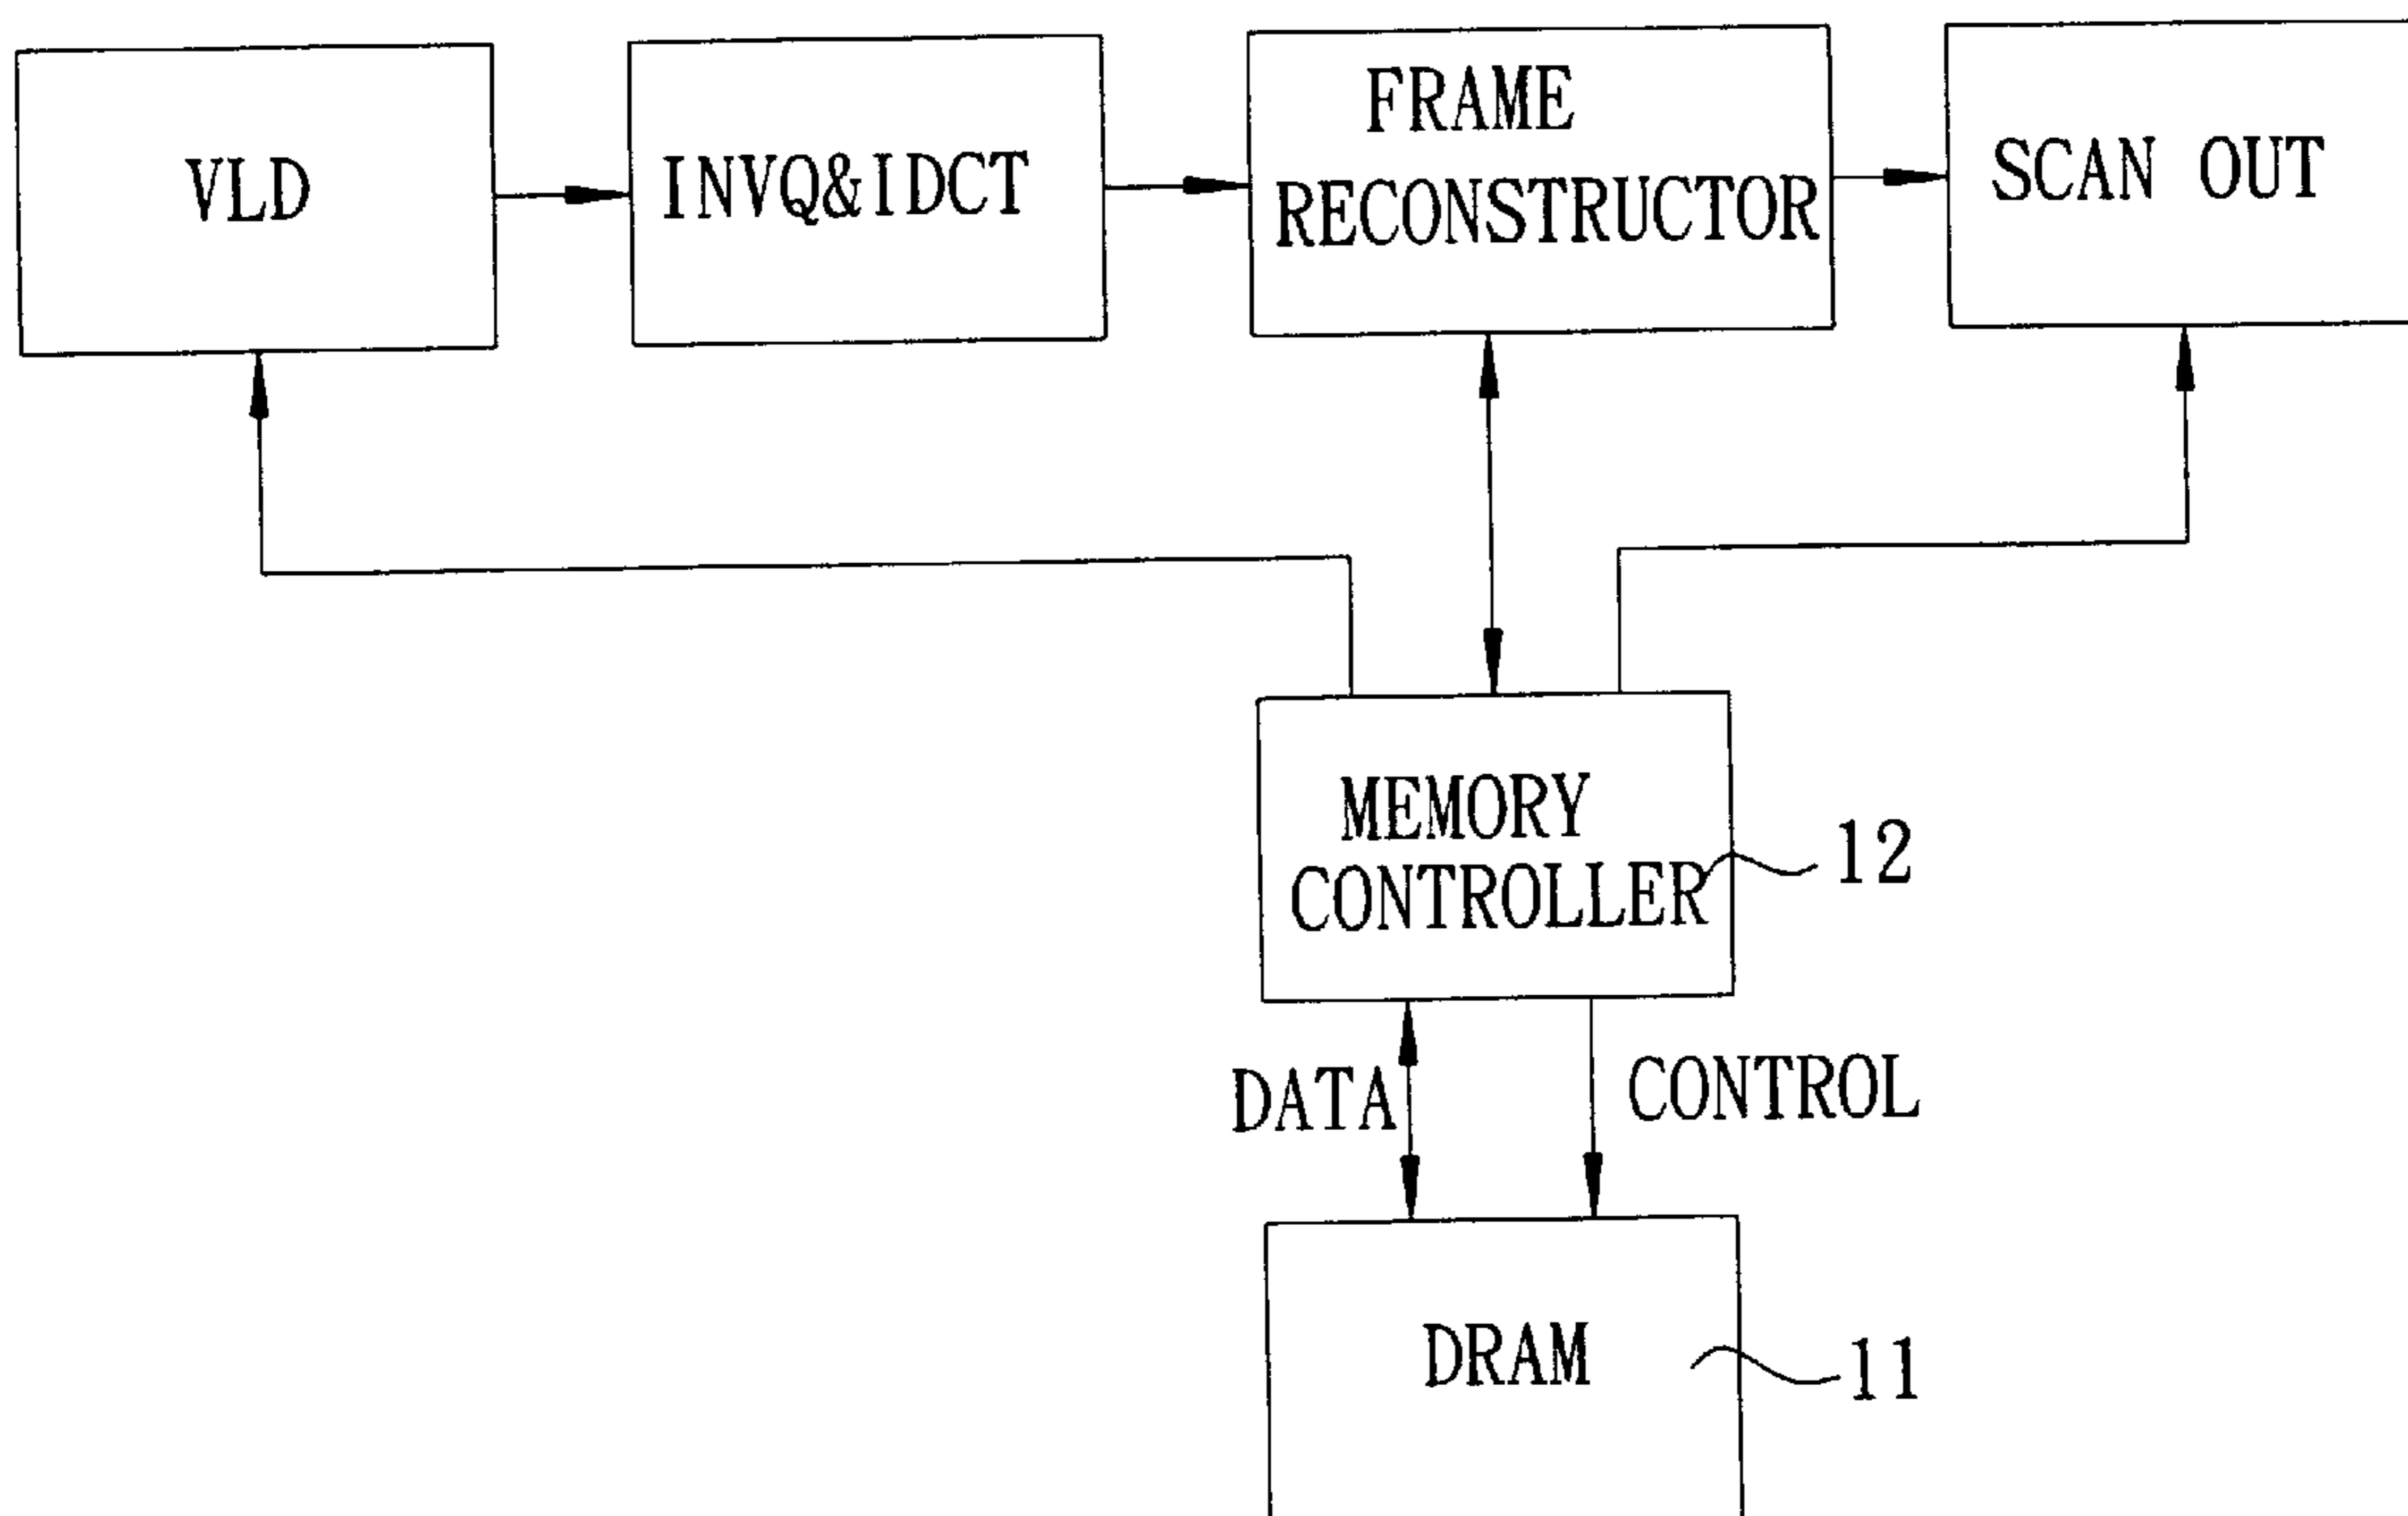 VLD
INVQ&IDCT
FRAME
RECONSTRUCTOR
SCAN OUT
MEMORY
CONTROLLER
12
DATA
CONTROL
DRAM
11